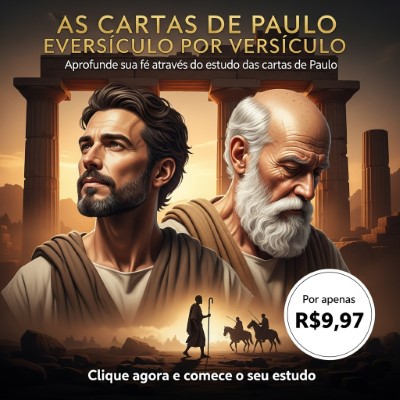 AS CARTAS DE PAULO
EVERSÍCULO POR VERSÍCULO
Aprofunde sua fé através do estudo das cartas de Paulo
Por apenas
R$9,97
Clique agora e comece o seu estudo